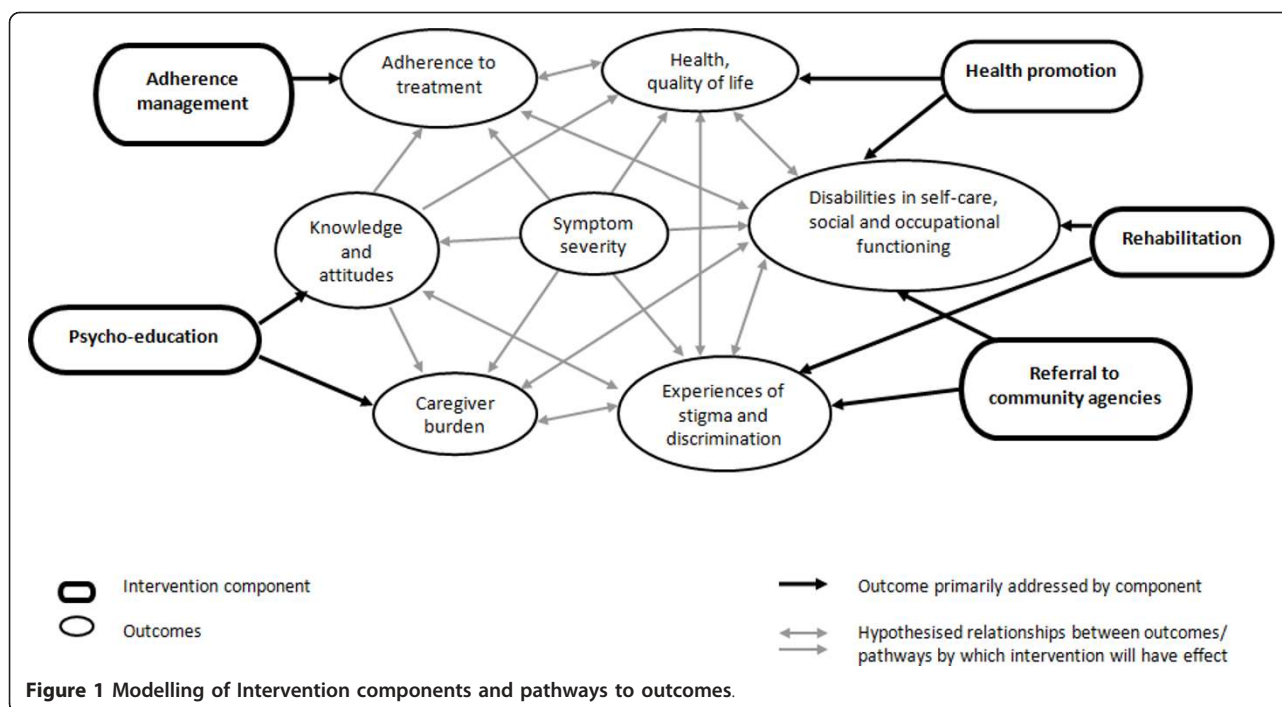 Adherence
management
Adherence to
treatment
Health,
quality of life
Health promotion
Knowledge
and
attitudes
Symptom
severity
Disabilities in self-care,
social and occupational
functioning
Rehabilitation
Psycho-education
Caregiver
burden
Experiences of
stigma and
discrimination
Referral to
community agencies
Intervention component
Outcomes
Outcome primarily addressed by component
Hypothesised relationships between outcomes/
pathways by which intervention will have effect
Figure 1 Modelling of Intervention components and pathways to outcomes.